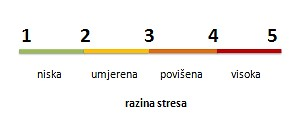 1 2 3 4 5
niska umjerena povišena visoka
razina stresa